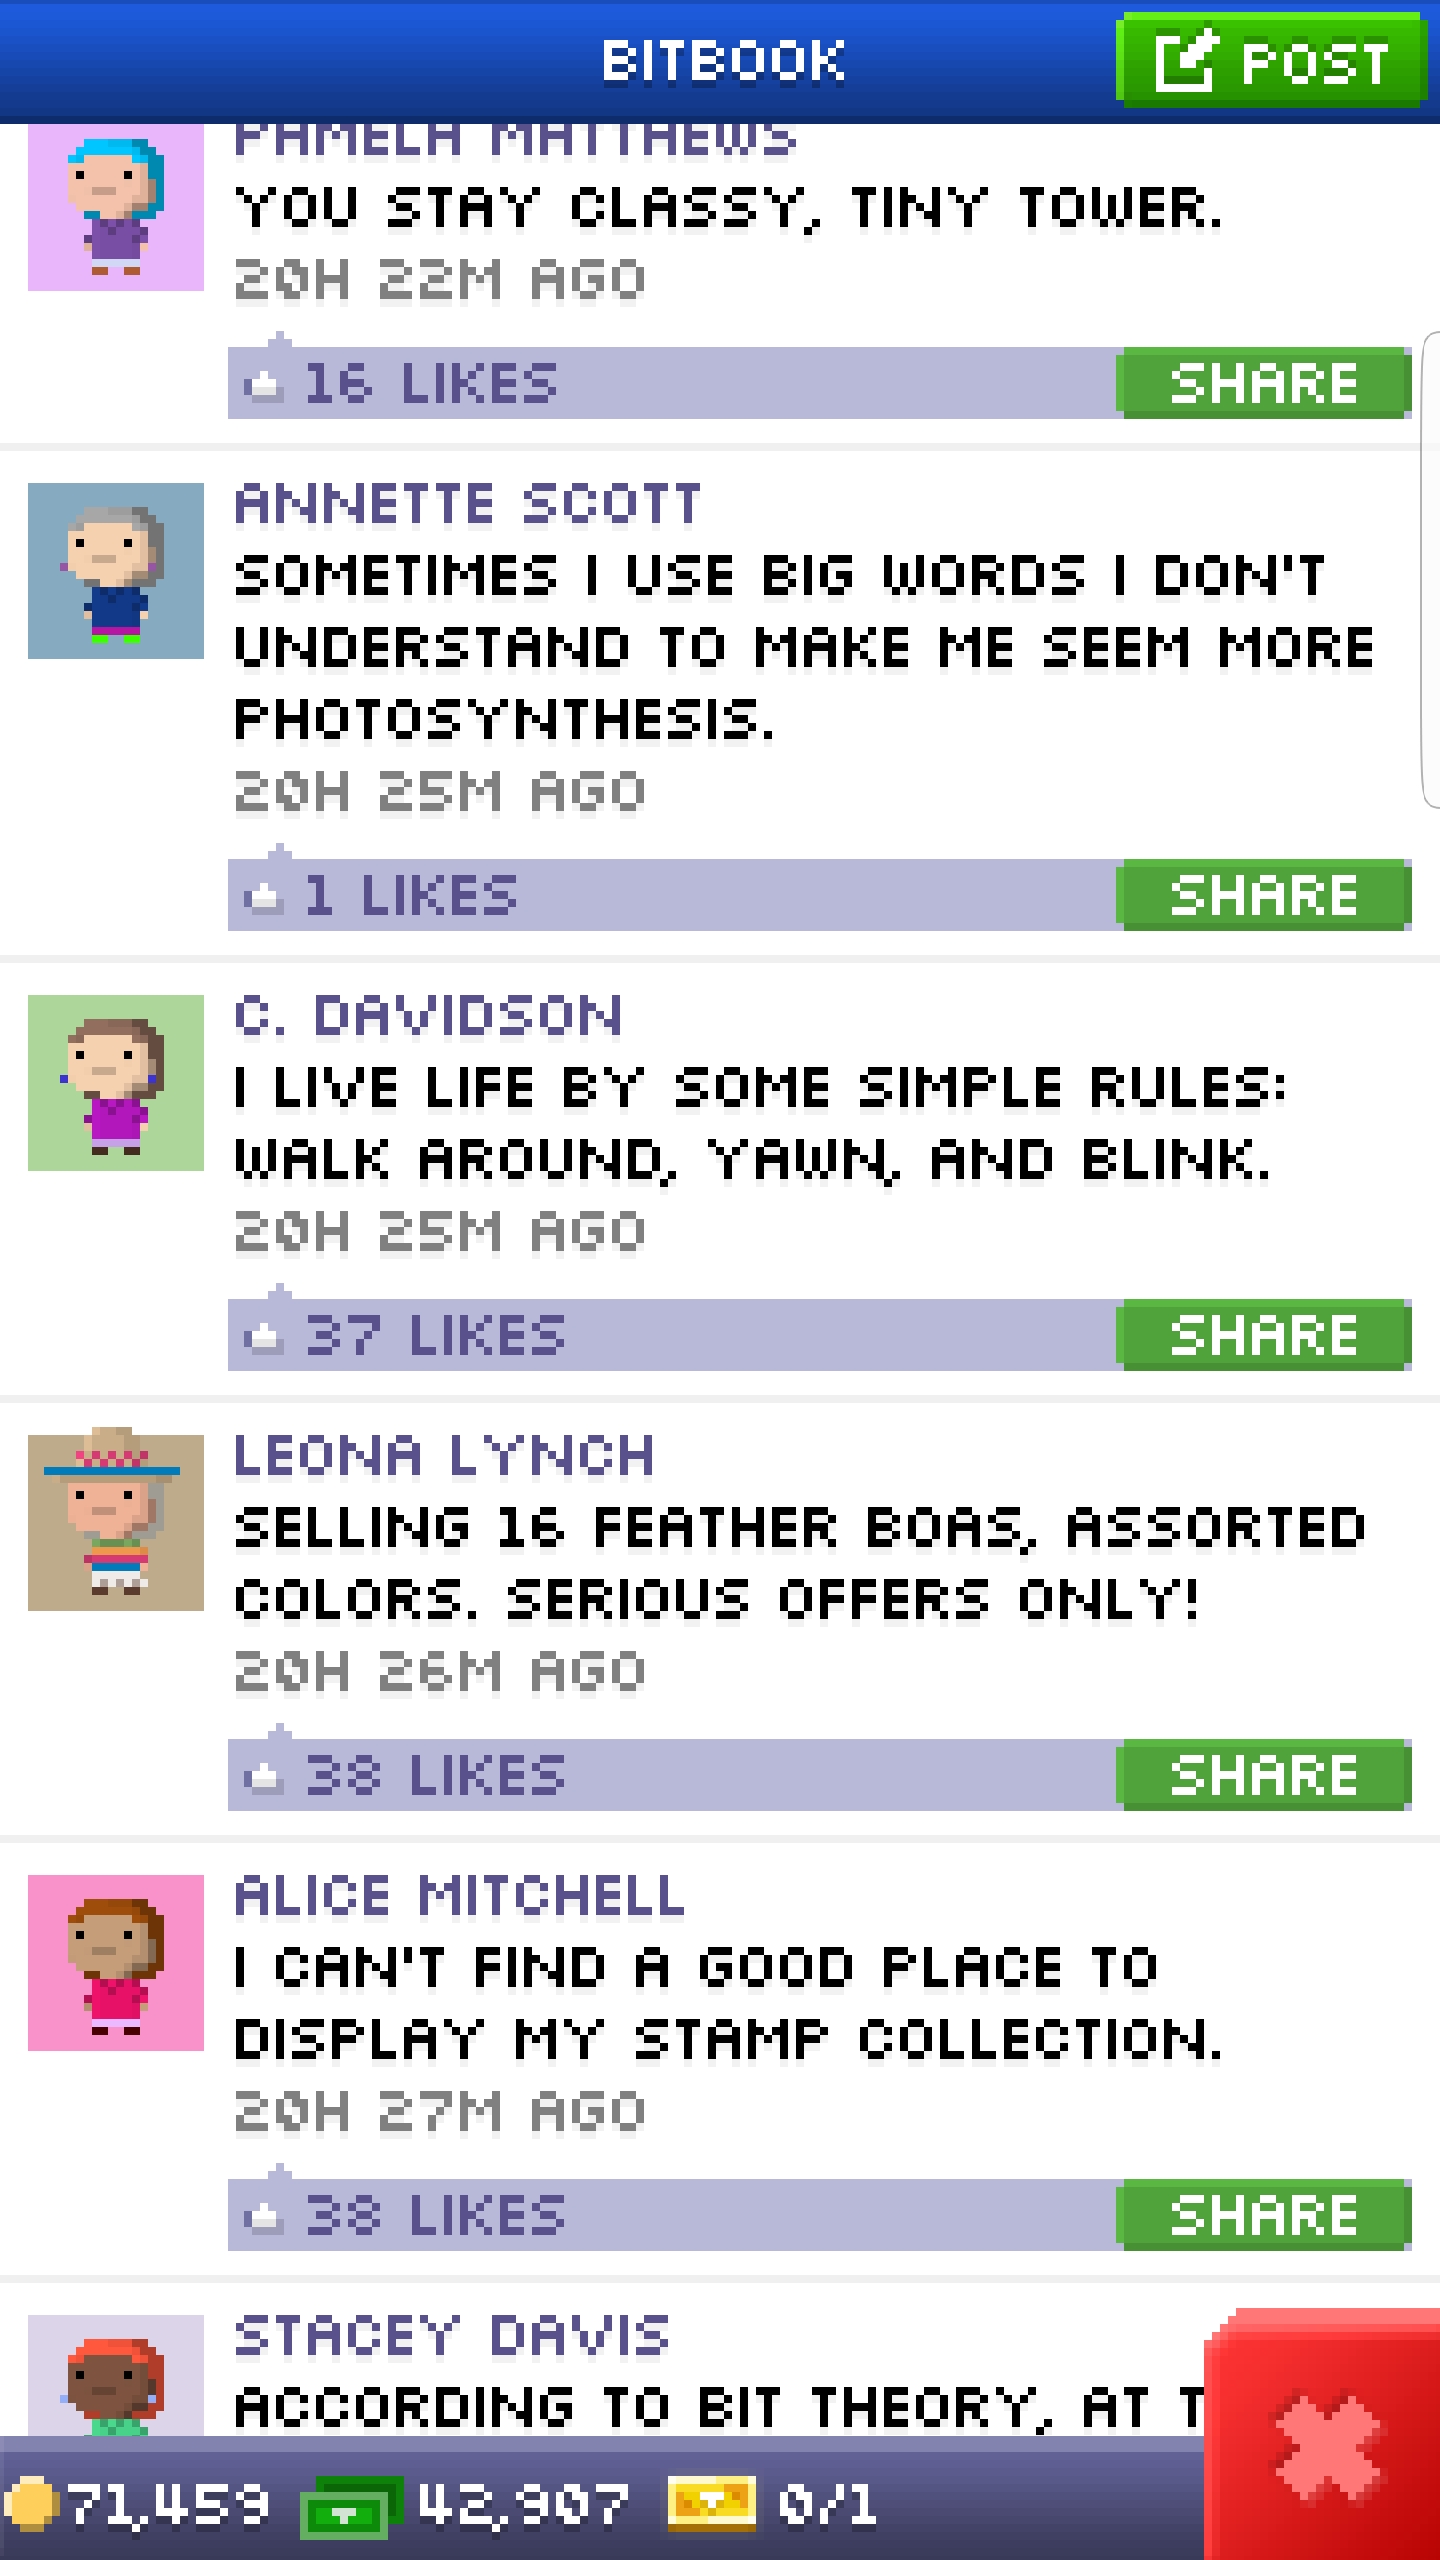 BITBOOK
POST
PAMELA MATTHEWS
YOU STAY CLASSY, TINY TOWER.
20H 22M AGO
16 LIKES
SHARE
ANNETTE SCOTT
SOMETIMES I USE BIG WORDS I DON'T
UNDERSTAND TO MAKE ME SEEM MORE
PHOTOSYNTHESIS.
20H 25M AGO
1 LIKES
SHARE
C. DAVIDSON
I LIVE LIFE BY SOME SIMPLE RULES:
WALK AROUND, YAWN, AND BLINK.
20H 25M AGO
37 LIKES
SHARE
LEONA LYNCH
SELLING 16 FEATHER BOAS, ASSORTED
COLORS. SERIOUS OFFERS ONLY!
20H 26M AGO
38 LIKES
SHARE
ALICE MITCHELL
I CAN'T FIND A GOOD PLACE TO
DISPLAY MY STAMP COLLECTION.
20H 27M AGO
38 LIKES
SHARE
STACEY DAVIS
ACCORDING TO BIT THEORY, AT
71,459 42,907 0/1